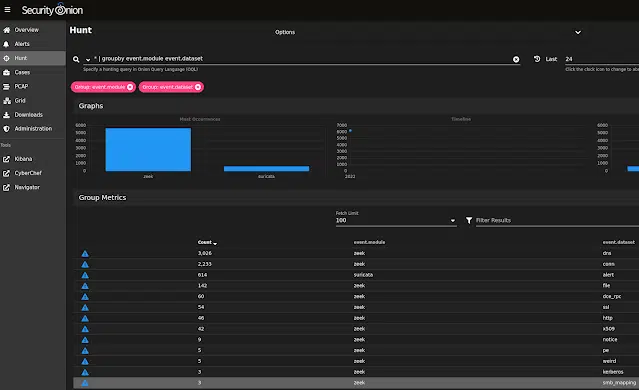 Security Onion
Overview
Alerts
Hunt
Cases
PCAP
Grid
Downloads
Administration
Tools
Kibana
CyberChef
Navigator
Hunt
Options
* | groupby event.module event.dataset
Specify a hunting query in Onion Query Language (OQL)
Last
24
Click the clock icon to change to abs
Group: event.module
Group: event.dataset
Graphs
Most Occurrences
6000
5000
4000
3000
2000
1000
0
zeek
suricata
Timeline
7000
6000
5000
4000
3000
2000
1000
0
2021
6000
5000
4000
3000
2000
1000
0
Group Metrics
Fetch Limit
100
Filter Results
Count event.module event.dataset
3,026 zeek dns
2,233 zeek conn
614 suricata alert
142 zeek file
60 zeek dce_rpc
54 zeek ssl
46 zeek http
42 zeek x509
9 zeek notice
5 zeek pe
5 zeek weird
3 zeek kerberos
3 zeek smb_mapping